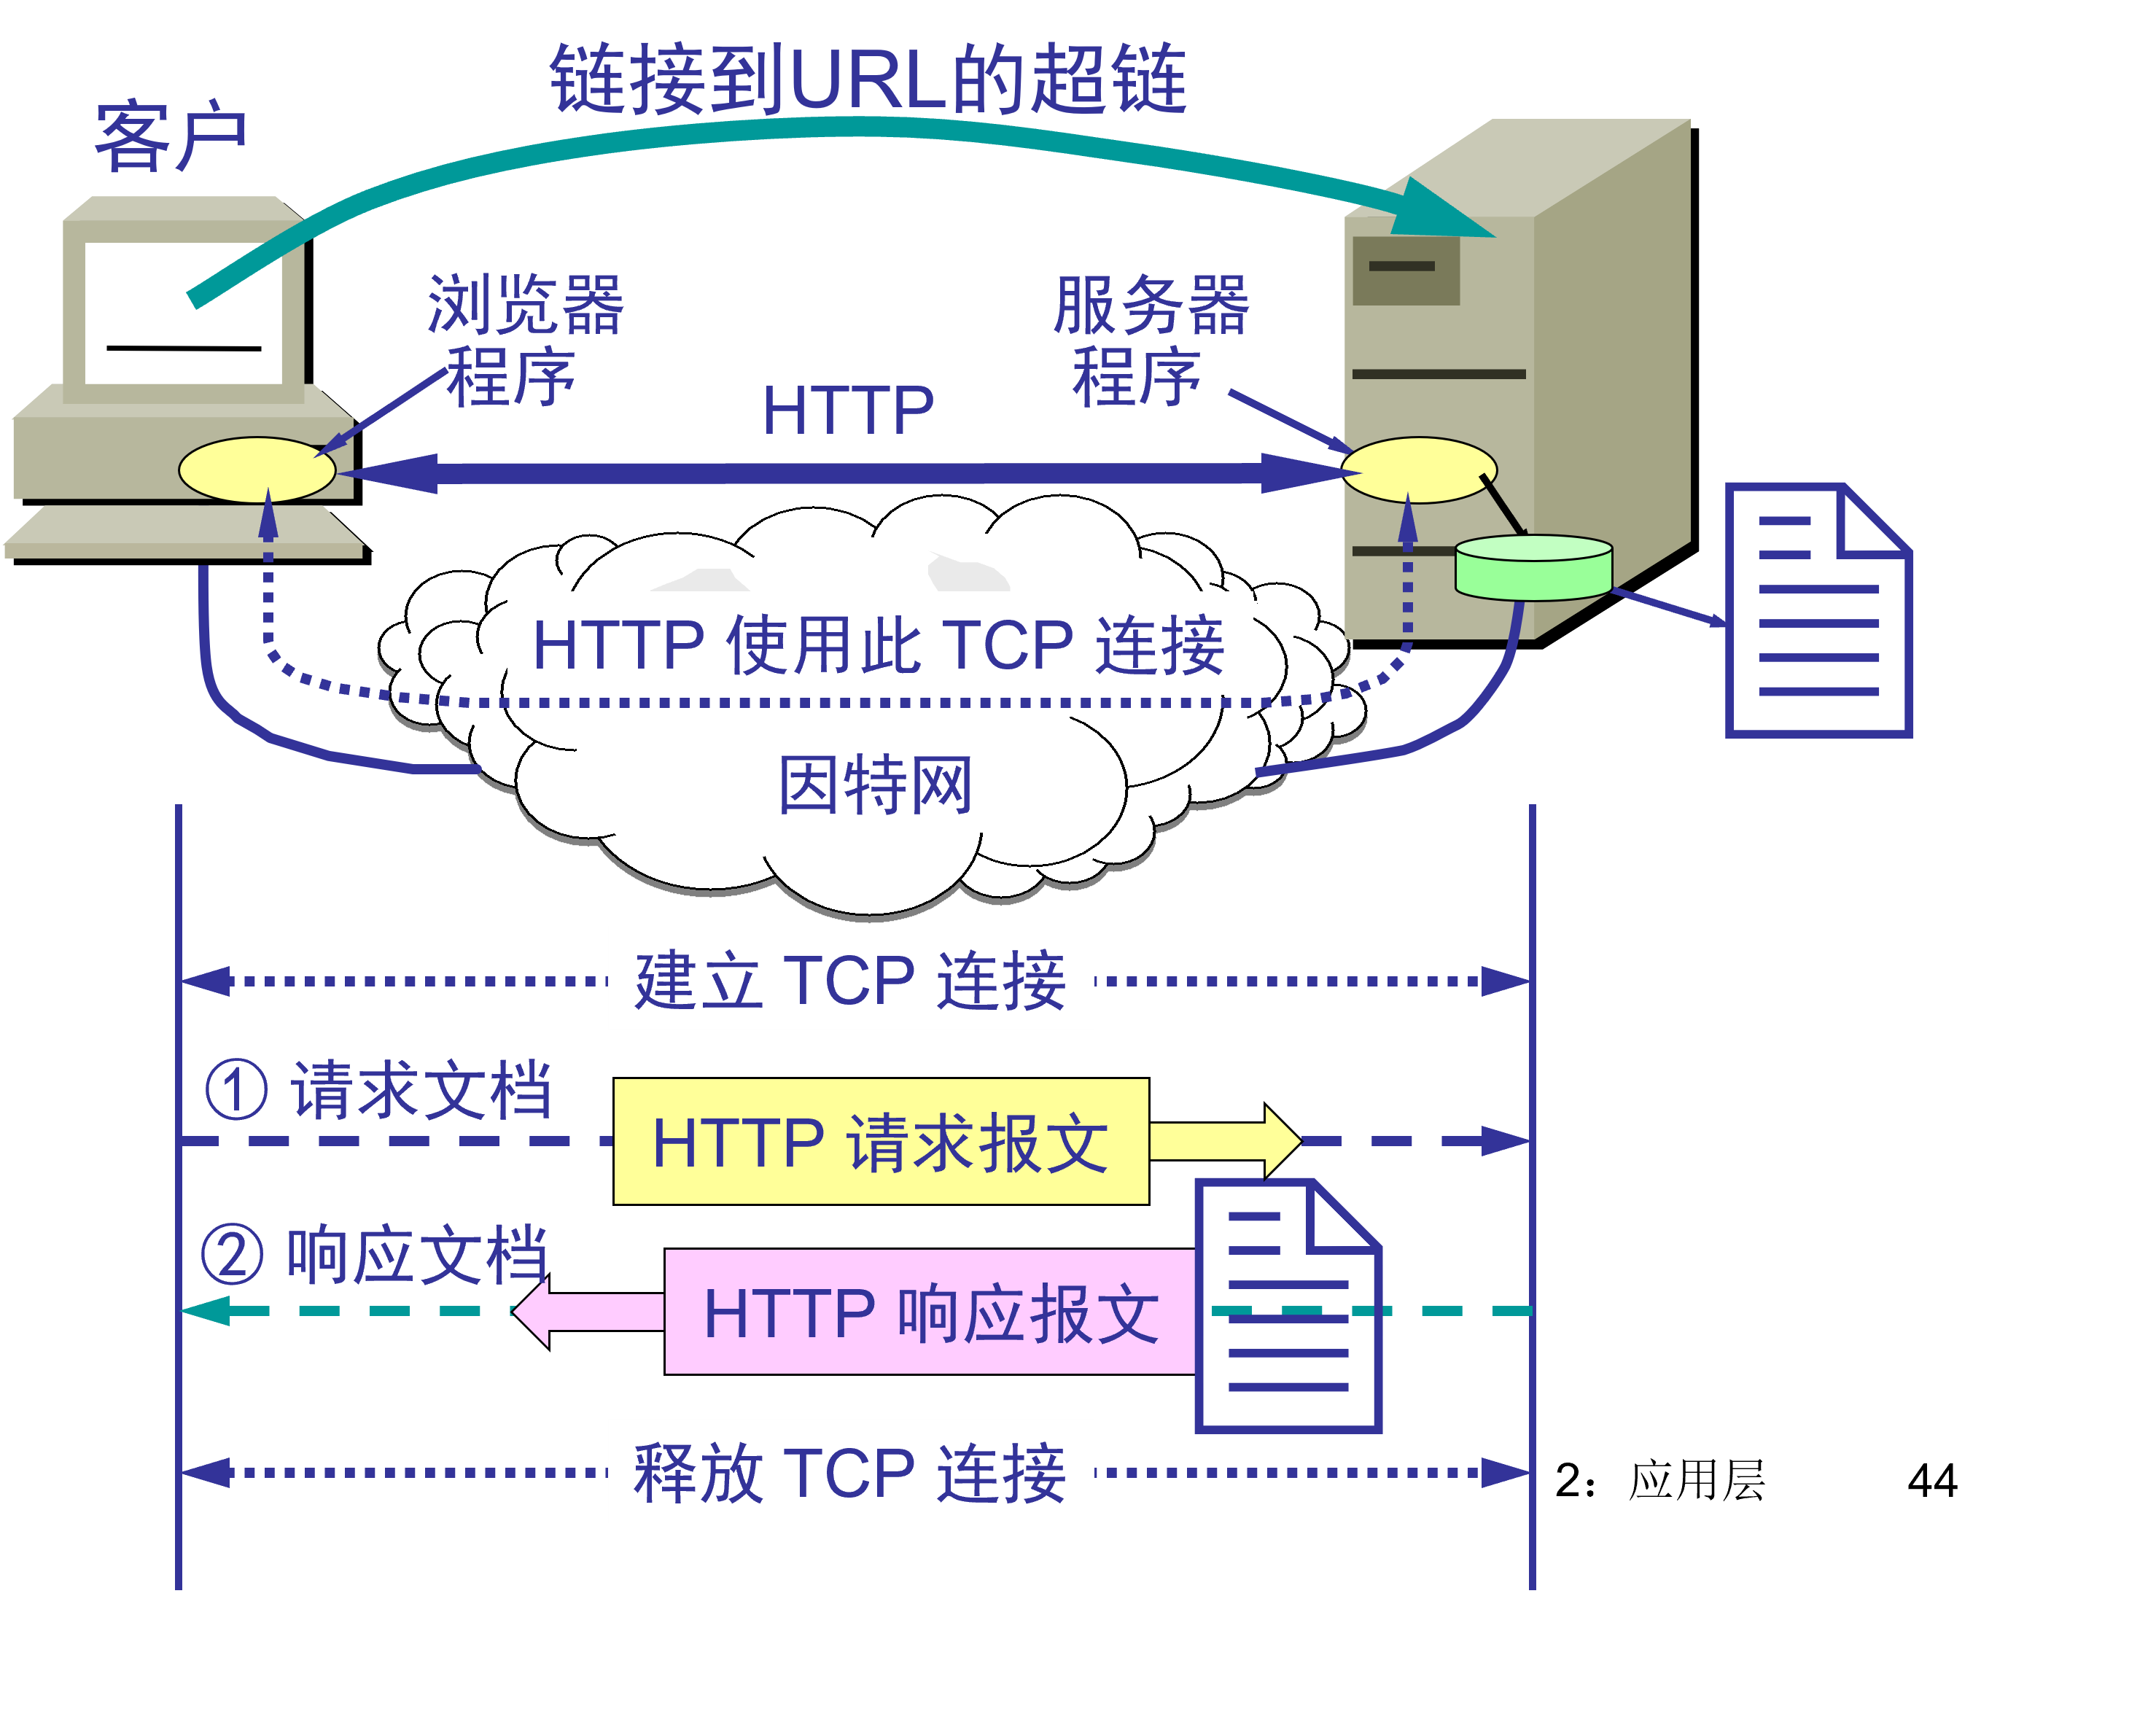 链接到URL的超链
客户
浏览器
程序
服务器
程序
HTTP
HTTP 使用此 TCP 连接
因特网
建立 TCP 连接
① 请求文档
HTTP 请求报文
② 响应文档
HTTP 响应报文
释放 TCP 连接
2：应用层 44